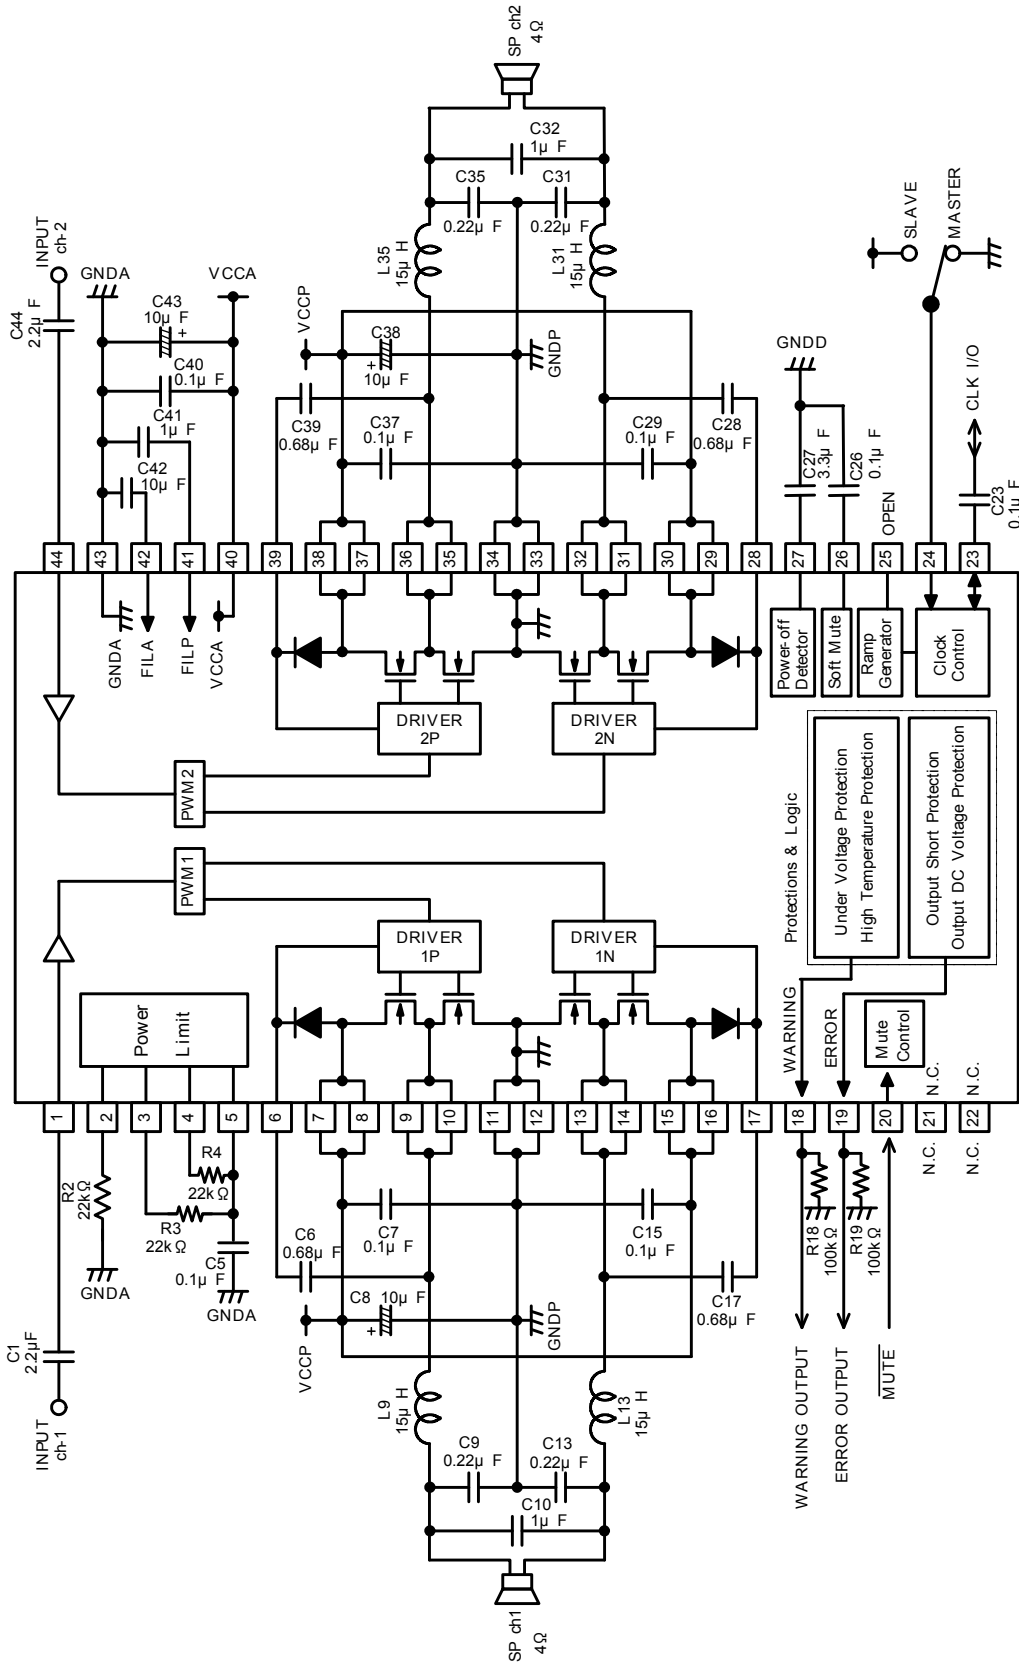 SP ch2
4Ω
C32
1μ F
C35
0.22μ F
C31
0.22μ F
L35
15μ H
L31
15μ H
INPUT
ch-2
C44
2.2μ F
GNDA
VCCA
C43
10μ F
+
C40
0.1μ F
C41
1μ F
C42
10μ F
VCCP
C38
+
10μ F
GNDP
C39
0.68μ F
C37
0.1μ F
C29
0.1μ F
C28
0.68μ F
SLAVE
MASTER
GNDD
C27
3.3μ F
C26
0.1μ F
OPEN
CLK I/O
C23
0.1μ F
44
43
42
41
40
39
38
37
36
35
34
33
32
31
30
29
28
27
26
25
24
23
GNDA
FILA
FILP
VCCA
Power-off
Detector
Soft Mute
Ramp
Generator
Clock
Control
DRIVER
2P
DRIVER
2N
PWM2
PWM1
DRIVER
1P
DRIVER
1N
Protections & Logic
Under Voltage Protection
High Temperature Protection
Output Short Protection
Output DC Voltage Protection
Power
Limit
WARNING
ERROR
Mute
Control
N.C.
N.C.
1
2
3
4
5
6
7
8
9
10
11
12
13
14
15
16
17
18
19
20
21
22
N.C.
N.C.
R2
22kΩ
R4
22kΩ
R3
22kΩ
C5
0.1μ F
GNDA
GNDA
C1
2.2μF
INPUT
ch-1
C6
0.68μ F
C7
0.1μ F
C15
0.1μ F
C17
0.68μ F
C8 10μ F
+
VCCP
GNDP
R18
100kΩ
R19
100kΩ
WARNING OUTPUT
ERROR OUTPUT
MUTE
L9
15μ H
L13
15μ H
C9
0.22μ F
C13
0.22μ F
C10
1μ F
SP ch1
4Ω